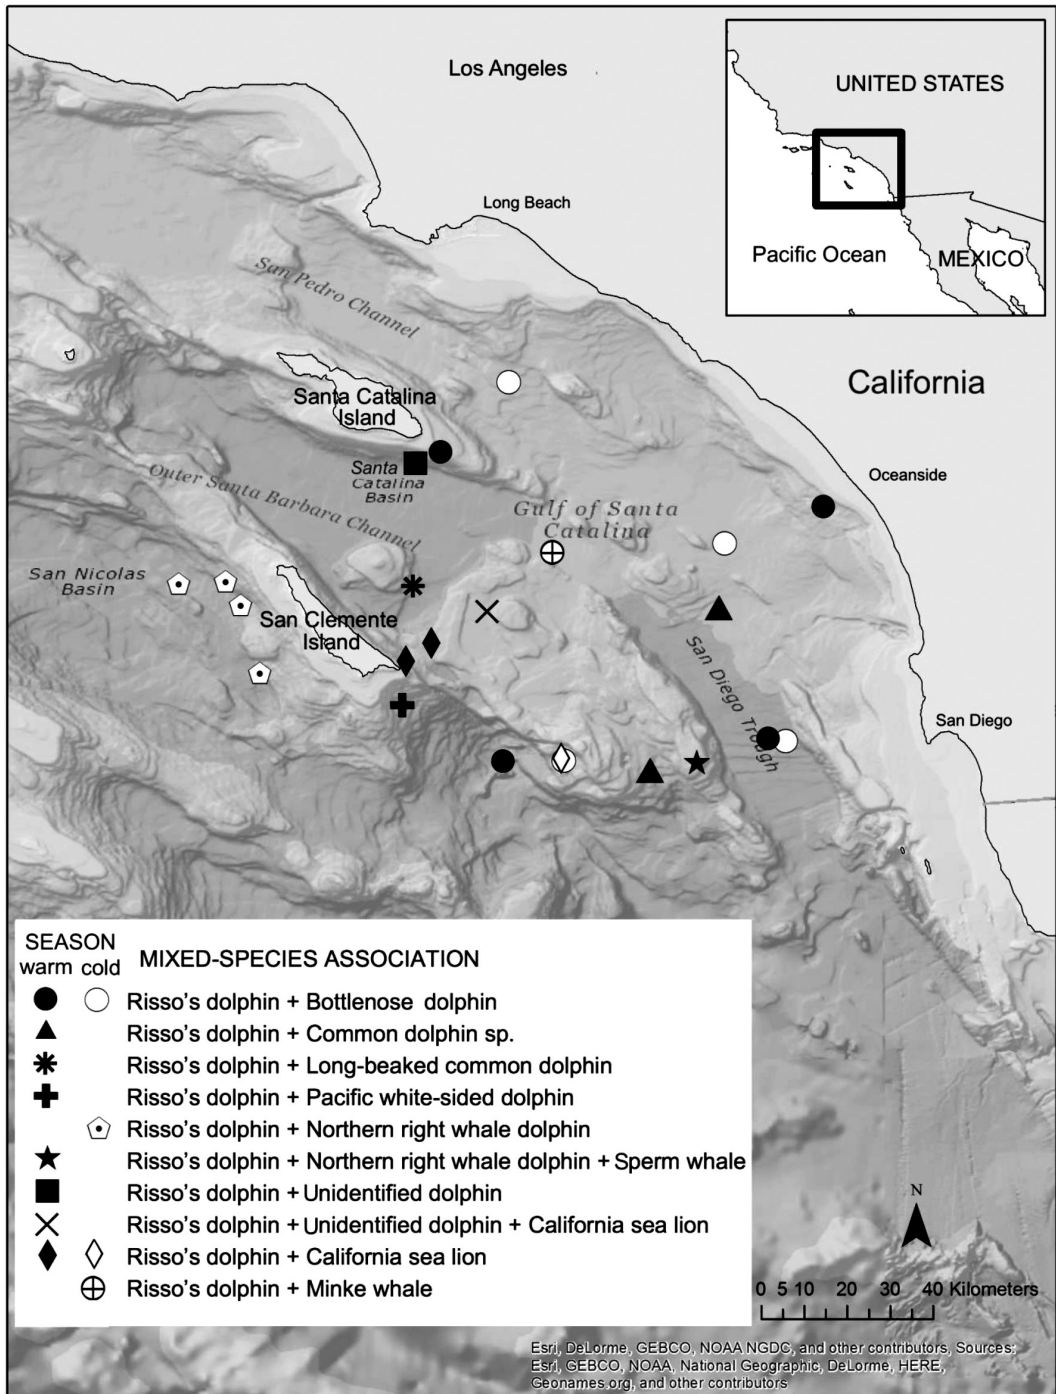 Los Angeles
UNITED STATES
Long Beach
Pacific Ocean
MEXICO
San Pedro Channel
California
Santa Catalina
Island
Oceanside
Santa
Catalina
Basin
Outer Santa Barbara Channel
Gulf of Santa
Catalina
San Nicolas
Basin
San Clemente
Island
San Diego Trough
San Diego
SEASON
warm cold
MIXED-SPECIES ASSOCIATION
Risso's dolphin + Bottlenose dolphin
Risso's dolphin + Common dolphin sp.
Risso's dolphin + Long-beaked common dolphin
Risso's dolphin + Pacific white-sided dolphin
Risso's dolphin + Northern right whale dolphin
Risso's dolphin + Northern right whale dolphin + Sperm whale
Risso's dolphin + Unidentified dolphin
Risso's dolphin + Unidentified dolphin + California sea lion
Risso's dolphin + California sea lion
Risso's dolphin + Minke whale
N
0 5 10 20 30 40 Kilometers
Esri, DeLorme, GEBCO, NOAA NGDC, and other contributors, Sources:
Esri, GEBCO, NOAA, National Geographic, DeLorme, HERE,
Geonames.org, and other contributors